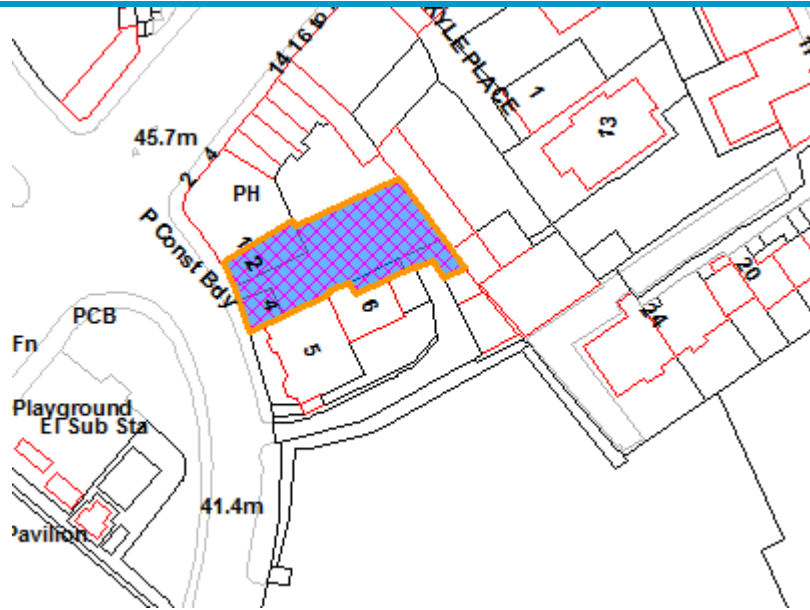 14 16 to
KYLE PLACE
1
13
45.7m
2 4
PH
1
2
P Const Bdy
4
6
5
20
24
PCB
Fn
Playground
El Sub Sta
41.4m
Pavilion